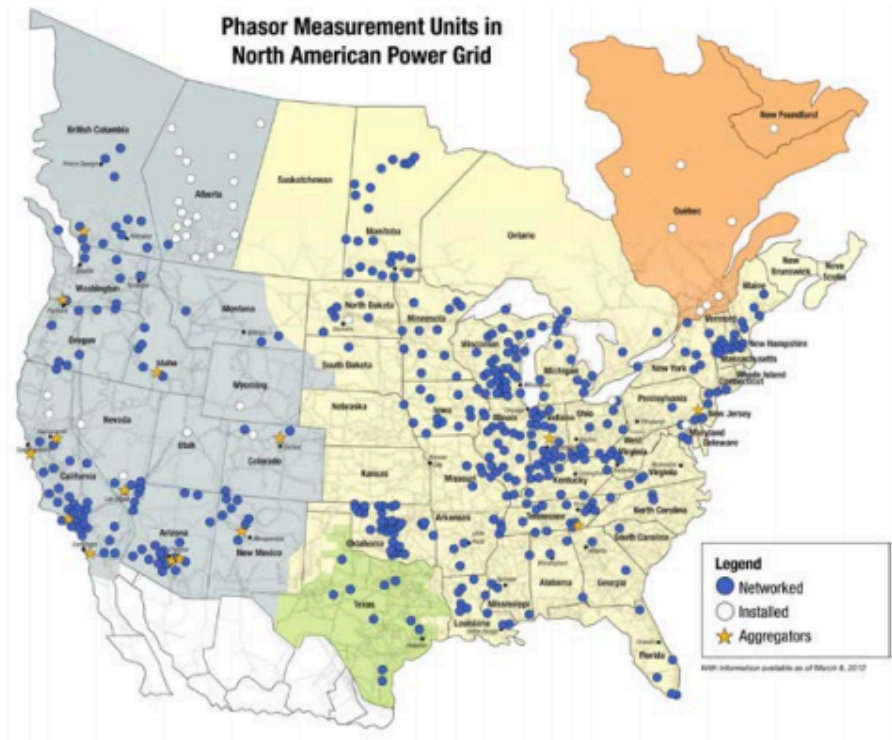 Phasor Measurement Units in
North American Power Grid
British Columbia
Alberta
Saskatchewan
Manitoba
Ontario
Québec
New Foundland
New
Brunswick
Nova
Scotia
Maine
Washington
Montana
North Dakota
Minnesota
Wisconsin
Michigan
Vermont
New Hampshire
Massachusetts
Rhode Island
Connecticut
New York
Oregon
Idaho
Wyoming
South Dakota
Nebraska
Iowa
Illinois
Indiana
Ohio
Pennsylvania
New Jersey
Maryland
Delaware
West
Virginia
Virginia
Nevada
Utah
Colorado
Kansas
Missouri
Kentucky
California
Arizona
New Mexico
Oklahoma
Arkansas
Tennessee
North Carolina
South Carolina
Texas
Louisiana
Mississippi
Alabama
Georgia
Florida
Legend
Networked
Installed
Aggregators
With information available as of March 8, 2012